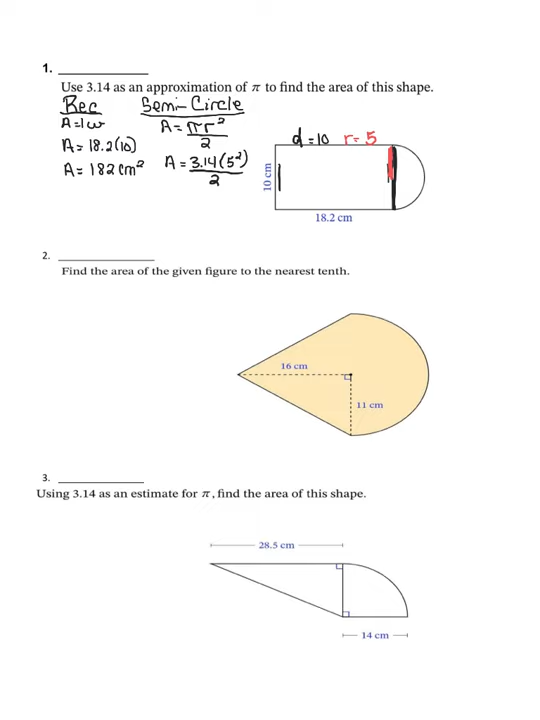 1. ____________
Use 3.14 as an approximation of π to find the area of this shape.
Rec
Semi-Circle
A=lw
A = πr²/2
A = 18.2(10)
A = 3.14(5²)/2
A = 182 cm²
d=10 r=5
10 cm
18.2 cm
2. ____________
Find the area of the given figure to the nearest tenth.
16 cm
11 cm
3. ____________
Using 3.14 as an estimate for π, find the area of this shape.
28.5 cm
14 cm